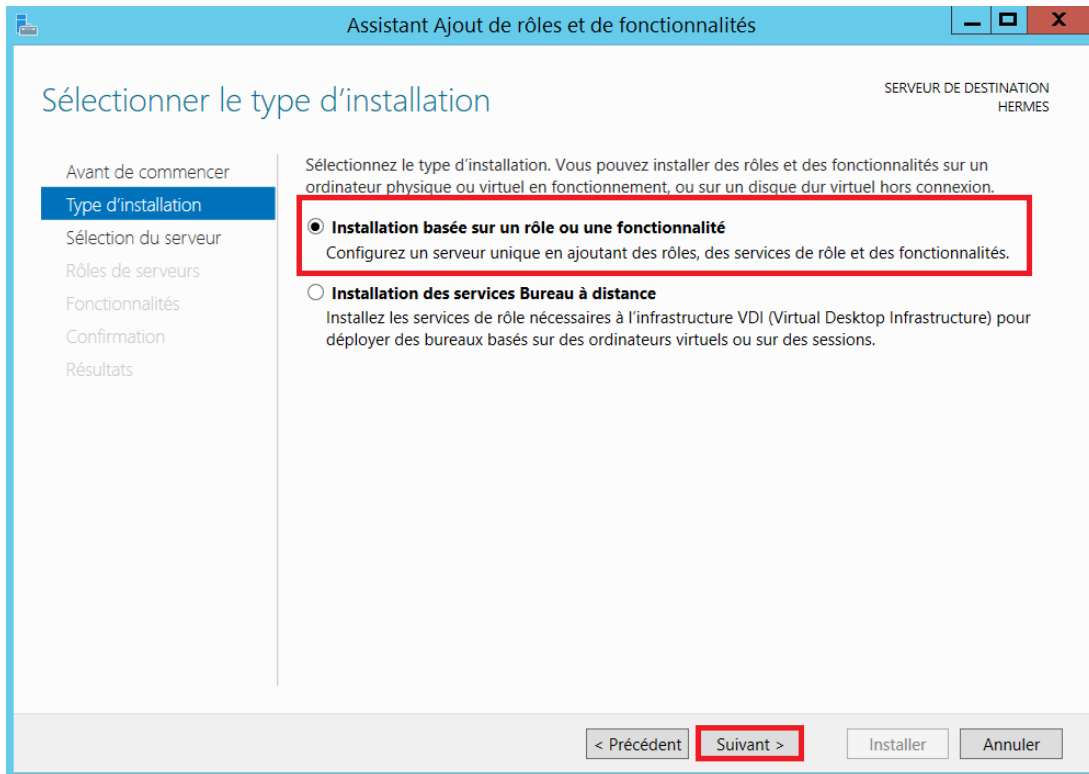 Assistant Ajout de rôles et de fonctionnalités
Sélectionner le type d'installation
SERVEUR DE DESTINATION
HERMES
Avant de commencer
Type d'installation
Sélection du serveur
Rôles de serveurs
Fonctionnalités
Confirmation
Résultats
Sélectionnez le type d'installation. Vous pouvez installer des rôles et des fonctionnalités sur un
ordinateur physique ou virtuel en fonctionnement, ou sur un disque dur virtuel hors connexion.
Installation basée sur un rôle ou une fonctionnalité
Configurez un serveur unique en ajoutant des rôles, des services de rôle et des fonctionnalités.
Installation des services Bureau à distance
Installez les services de rôle nécessaires à l'infrastructure VDI (Virtual Desktop Infrastructure) pour
déployer des bureaux basés sur des ordinateurs virtuels ou sur des sessions.
< Précédent
Suivant >
Installer
Annuler